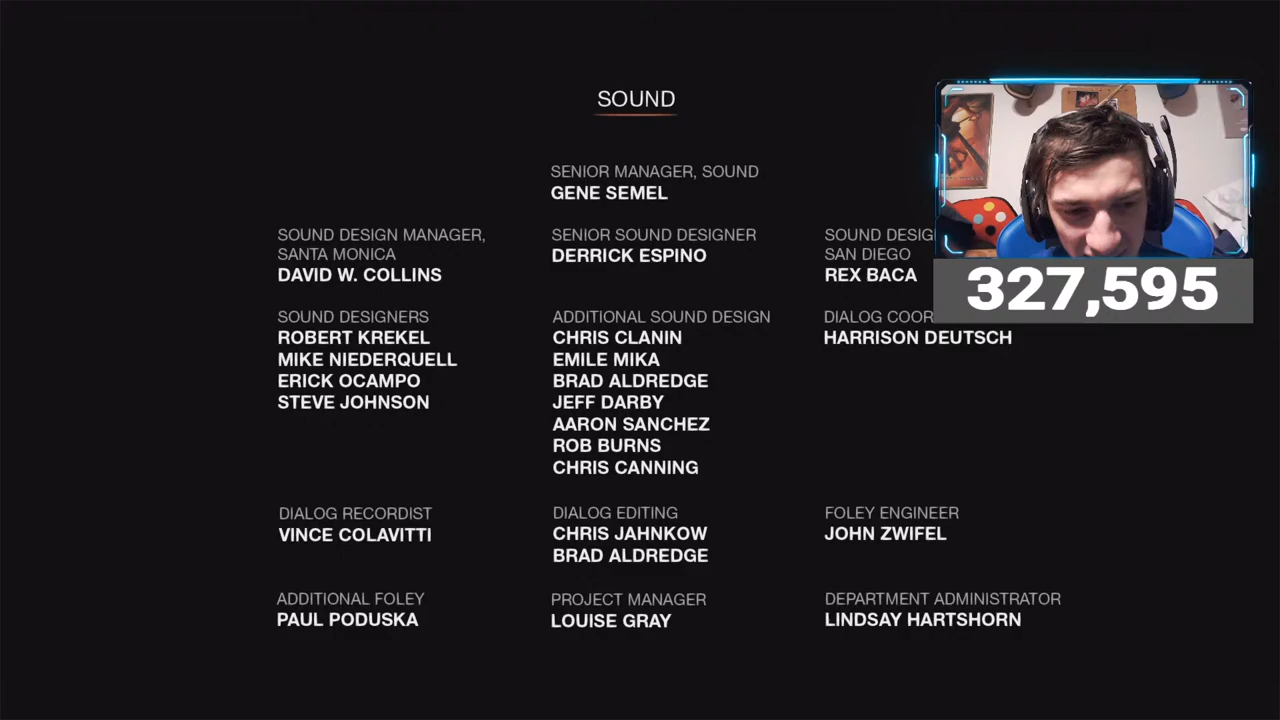 SOUND
SENIOR MANAGER, SOUND
GENE SEMEL
SOUND DESIGN MANAGER,
SANTA MONICA
DAVID W. COLLINS
SENIOR SOUND DESIGNER
DERRICK ESPINO
SOUND
SAN DIEGO
REX BACA
327,595
SOUND DESIGNERS
ROBERT KREKEL
MIKE NIEDERQUELL
ERICK OCAMPO
STEVE JOHNSON
ADDITIONAL SOUND DESIGN
CHRIS CLANIN
EMILE MIKA
BRAD ALDREDGE
JEFF DARBY
AARON SANCHEZ
ROB BURNS
CHRIS CANNING
DIALOG
HARRISON DEUTSCH
DIALOG RECORDIST
VINCE COLAVITTI
DIALOG EDITING
CHRIS JAHNKOW
BRAD ALDREDGE
FOLEY ENGINEER
JOHN ZWIFEL
ADDITIONAL FOLEY
PAUL PODUSKA
PROJECT MANAGER
LOUISE GRAY
DEPARTMENT ADMINISTRATOR
LINDSAY HARTSHORN